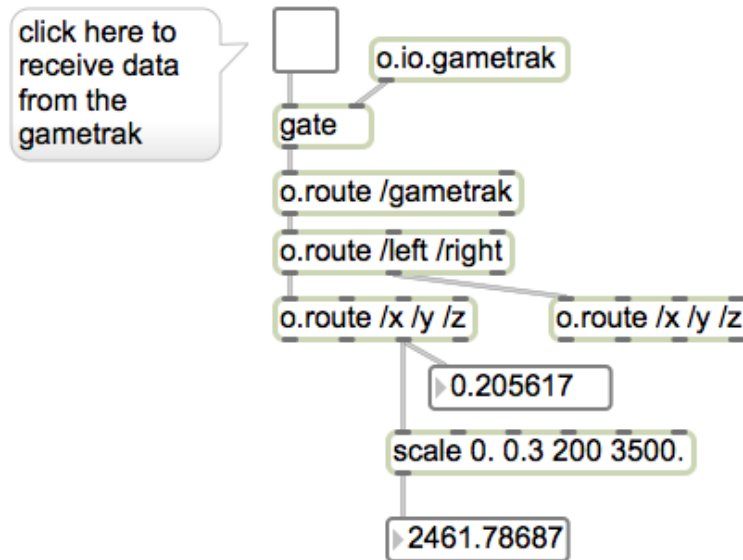 click here to
receive data
from the
gametrak
o.io.gametrak
gate
o.route /gametrak
o.route /left /right
o.route /x /y /z
o.route /x /y /z
0.205617
scale 0. 0.3 200 3500.
2461.78687